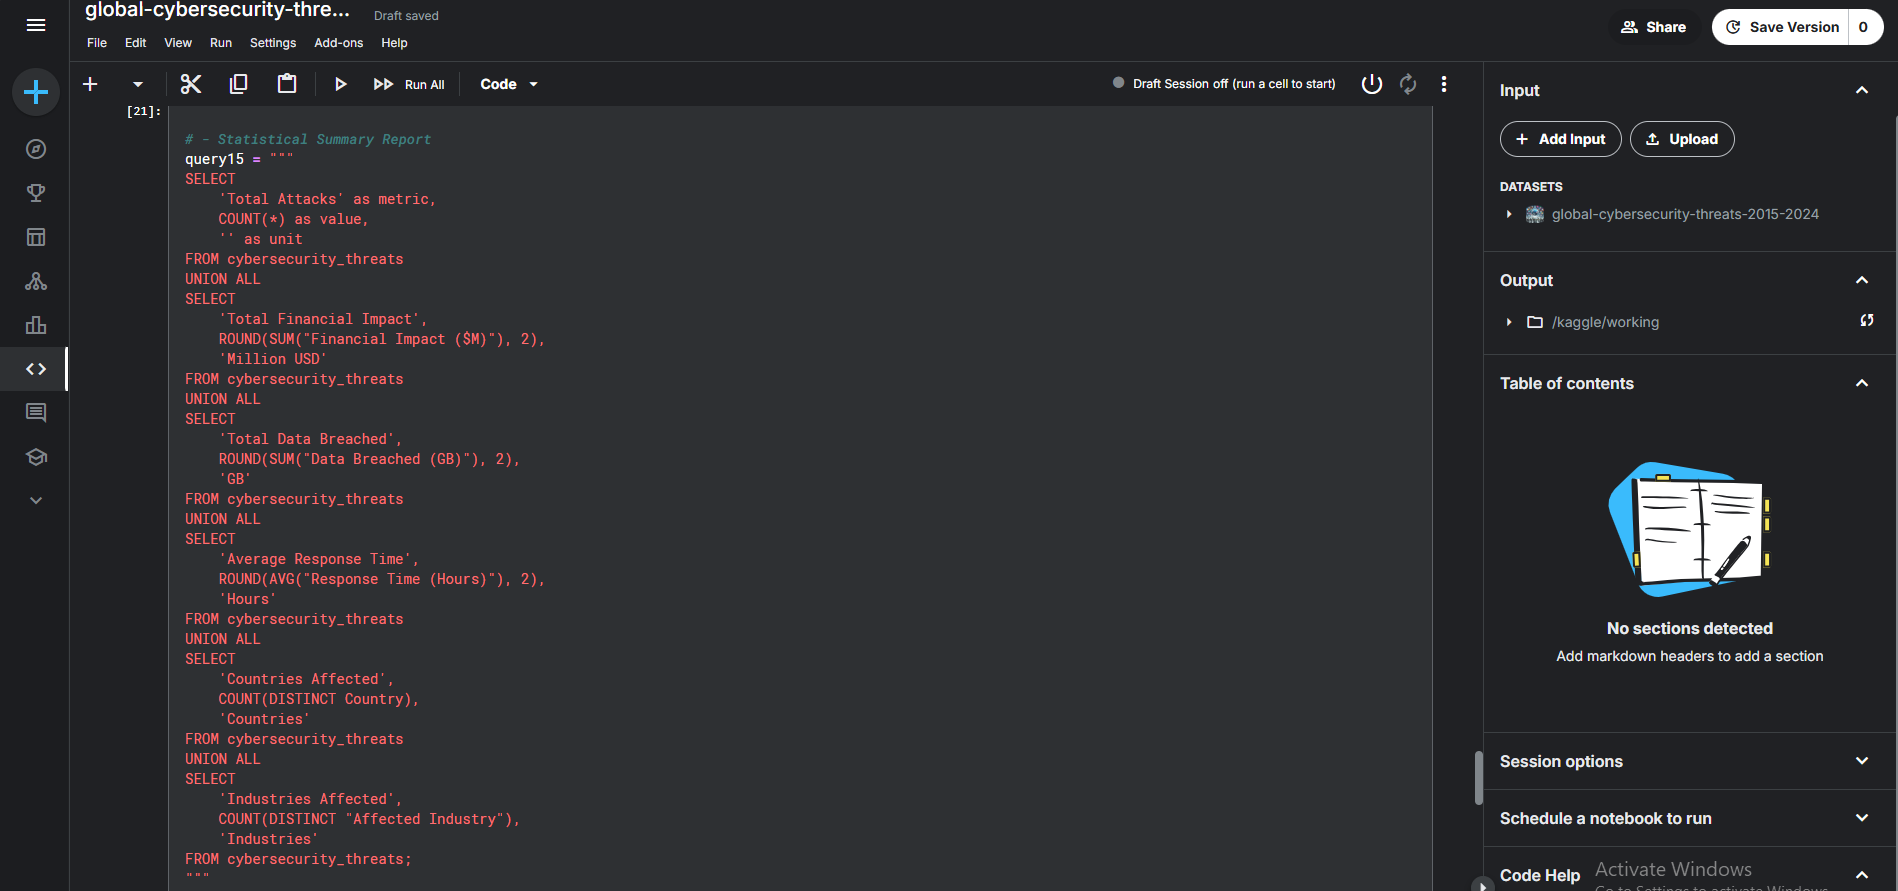 global-cybersecurity-thre...
Draft saved
File Edit View Run Settings Add-ons Help
Share
Save Version 0
Run All
Code
Draft Session off (run a cell to start)
[21]:
# - Statistical Summary Report
query15 = """
SELECT
'Total Attacks' as metric,
COUNT(*) as value,
'' as unit
FROM cybersecurity_threats
UNION ALL
SELECT
'Total Financial Impact',
ROUND(SUM("Financial Impact ($M)"), 2),
'Million USD'
FROM cybersecurity_threats
UNION ALL
SELECT
'Total Data Breached',
ROUND(SUM("Data Breached (GB)"), 2),
'GB'
FROM cybersecurity_threats
UNION ALL
SELECT
'Average Response Time',
ROUND(AVG("Response Time (Hours)"), 2),
'Hours'
FROM cybersecurity_threats
UNION ALL
SELECT
'Countries Affected',
COUNT(DISTINCT Country),
'Countries'
FROM cybersecurity_threats
UNION ALL
SELECT
'Industries Affected',
COUNT(DISTINCT "Affected Industry"),
'Industries'
FROM cybersecurity_threats;
"""
Input
Add Input
Upload
DATASETS
global-cybersecurity-threats-2015-2024
Output
/kaggle/working
Table of contents
No sections detected
Add markdown headers to add a section
Session options
Schedule a notebook to run
Code Help
Activate Windows
Go to Settings to activate Windows.